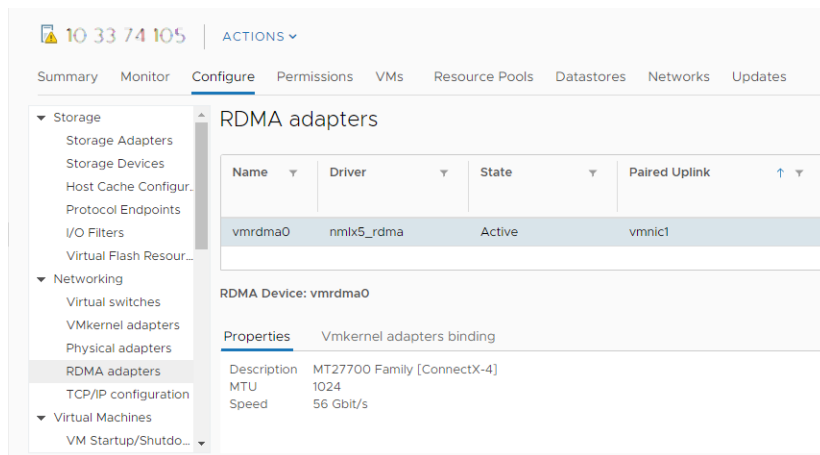 10 33 74 105
ACTIONS
Summary Monitor Configure Permissions VMs Resource Pools Datastores Networks Updates
Storage
Storage Adapters
Storage Devices
Host Cache Configur..
Protocol Endpoints
I/O Filters
Virtual Flash Resour...
Networking
Virtual switches
VMkernel adapters
Physical adapters
RDMA adapters
TCP/IP configuration
Virtual Machines
VM Startup/Shutdo...
RDMA adapters
Name Driver State Paired Uplink
vmrdma0 nmlx5_rdma Active vmnic1
RDMA Device: vmrdma0
Properties Vmkernel adapters binding
Description MT27700 Family [ConnectX-4]
MTU 1024
Speed 56 Gbit/s